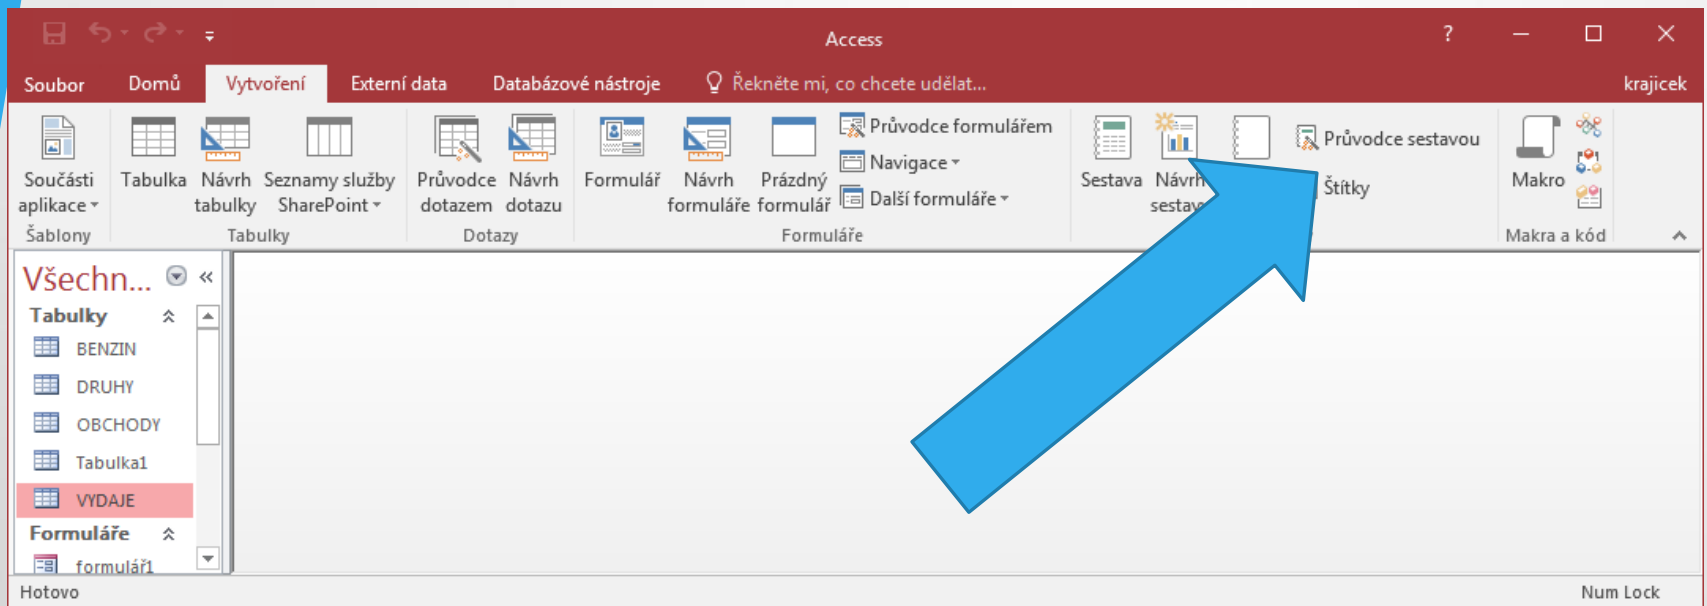 Access
?
Soubor Domů Vytvoření Externí data Databázové nástroje Řekněte mi, co chcete udělat... krajicek
Součásti aplikace
Tabulka
Návrh tabulky
Seznamy služby SharePoint
Průvodce dotazem
Návrh dotazu
Formulář
Návrh formuláře
Prázdný formulář
Průvodce formulářem
Navigace
Další formuláře
Sestava
Návrh
Průvodce sestavou
Štítky
Makro
Šablony Tabulky Dotazy Formuláře Makra a kód
Všechn...
Tabulky
BENZIN
DRUHY
OBCHODY
Tabulka1
VYDAJE
Formuláře
formulář1
Hotovo Num Lock